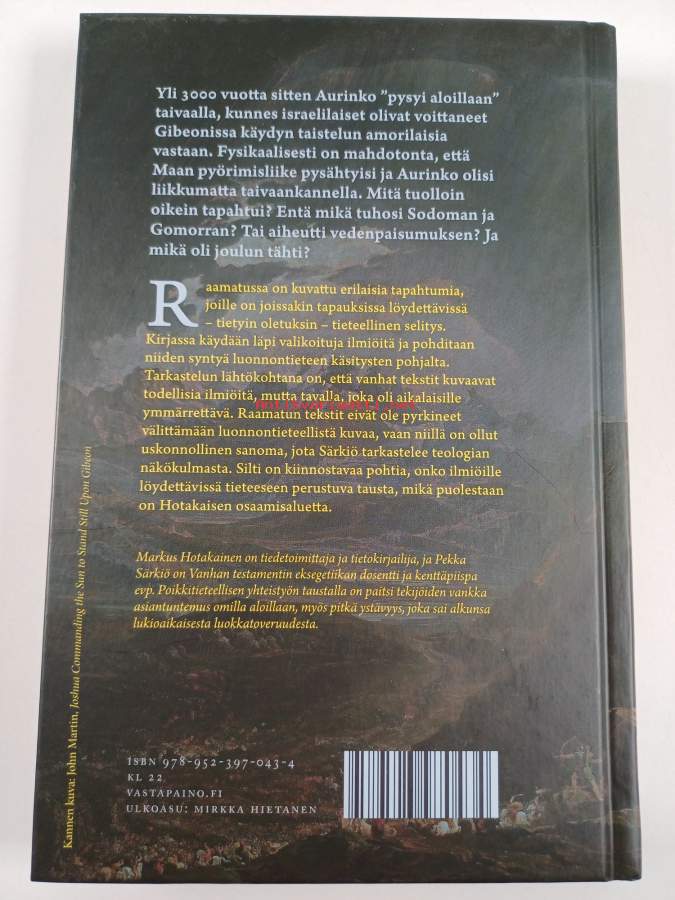 Yli 3000 vuotta sitten Aurinko ”pysyi aloillaan”
taivaalla, kunnes israelilaiset olivat voittaneet
Gibeonissa käydyn taistelun amorilaisia
vastaan. Fysikaalisesti on mahdotonta, että
Maan pyörimisliike pysähtyisi ja Aurinko olisi
liikkumatta taivaankannella. Mitä tuolloin
oikein tapahtui? Entä mikä tuhosi Sodoman ja
Gomorran? Tai aiheutti vedenpaisumuksen? Ja
mikä oli joulun tähti?
Raamatussa on kuvattu erilaisia tapahtumia,
joille on joissakin tapauksissa löydettävissä
– tietyin oletuksin – tieteellinen selitys.
Kirjassa käydään läpi valikoituja ilmiöitä ja pohditaan
niiden syntyä luonnontieteen käsitysten pohjalta.
Tarkastelun lähtökohtana on, että vanhat tekstit kuvaavat
todellisia ilmiöitä, mutta tavalla, joka oli aikalaisille
ymmärrettävä. Raamatun tekstit eivät ole pyrkineet
välittämään luonnontieteellistä kuvaa, vaan niillä on ollut
uskonnollinen sanoma, jota Särkiö tarkastelee teologian
näkökulmasta. Silti on kiinnostavaa pohtia, onko ilmiöille
löydettävissä tieteeseen perustuva tausta, mikä puolestaan
on Hotakaisen osaamisaluetta.
Markus Hotakainen on tiedetoimittaja ja tietokirjailija, ja Pekka
Särkiö on Vanhan testamentin eksegetiikan dosentti ja kenttäpiispa
evp. Poikkitieteellisen yhteistyön taustalla on paitsi tekijöiden vankka
asiantuntemus omilla aloillaan, myös pitkä ystävyys, joka sai alkunsa
lukioaikaisesta luokkatoveruudesta.
Kannen kuva: John Martin, Joshua Commanding the Sun to Stand Still Upon Gibeon
ISBN 978-952-397-043-4
KL 22
VASTAPAINO.FI
ULKOASU: MIRKKA HIETANEN